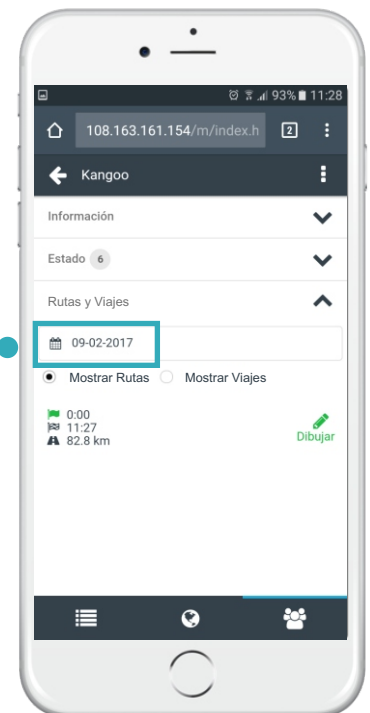 93% 11:28
108.163.161.154/m/index.h 2
Kangoo
Información
Estado 6
Rutas y Viajes
09-02-2017
Mostrar Rutas Mostrar Viajes
0:00
11:27
82.8 km
Dibujar